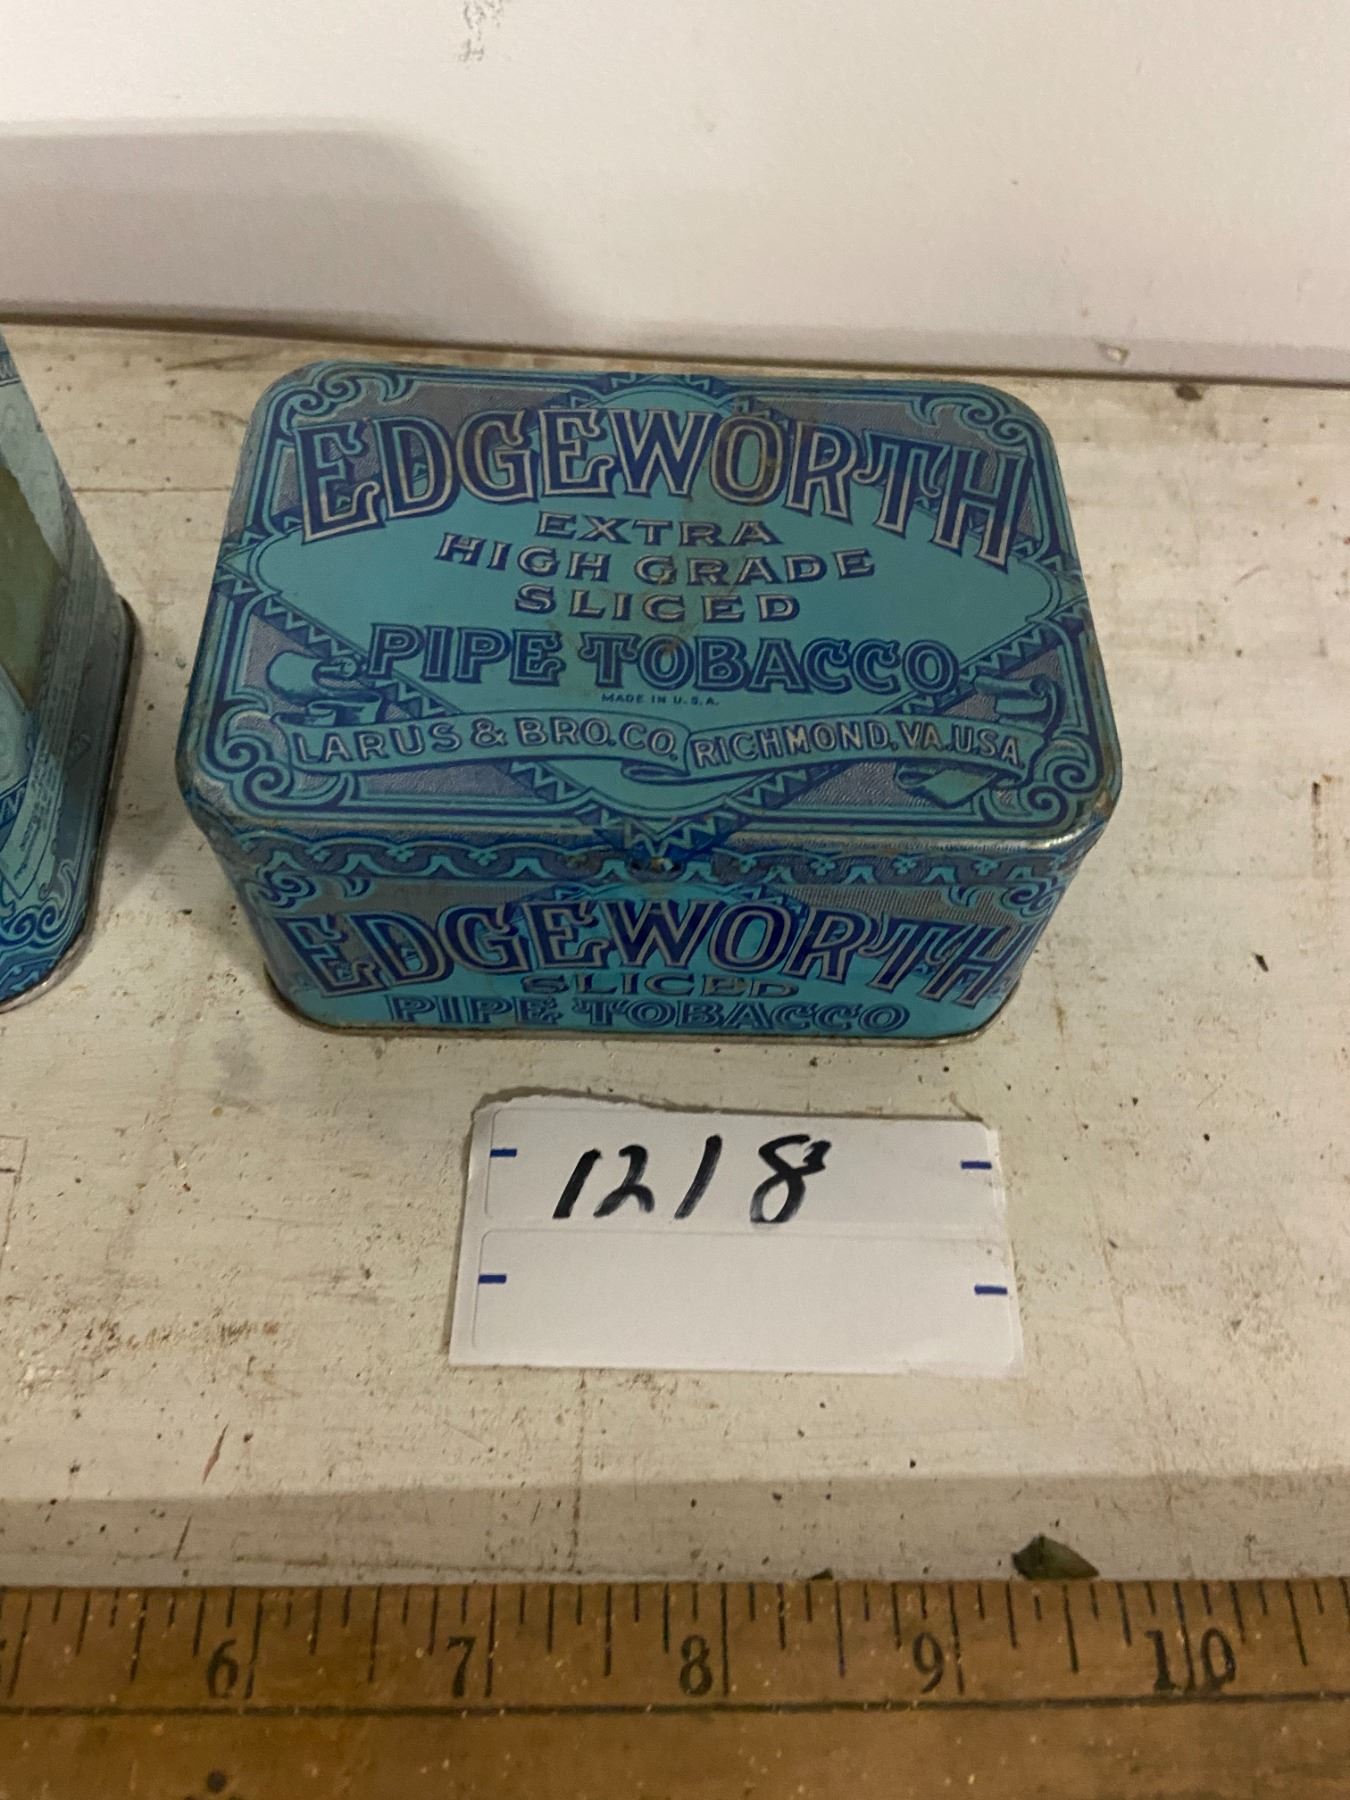 EDGEWORTH
EXTRA
HIGH GRADE
SLICED
PIPE TOBACCO
MADE IN U.S.A.
LARUS & BRO. CO. RICHMOND, VA. USA
EDGEWORTH
SLICED
PIPE TOBACCO
1218
6 7 8 9 10